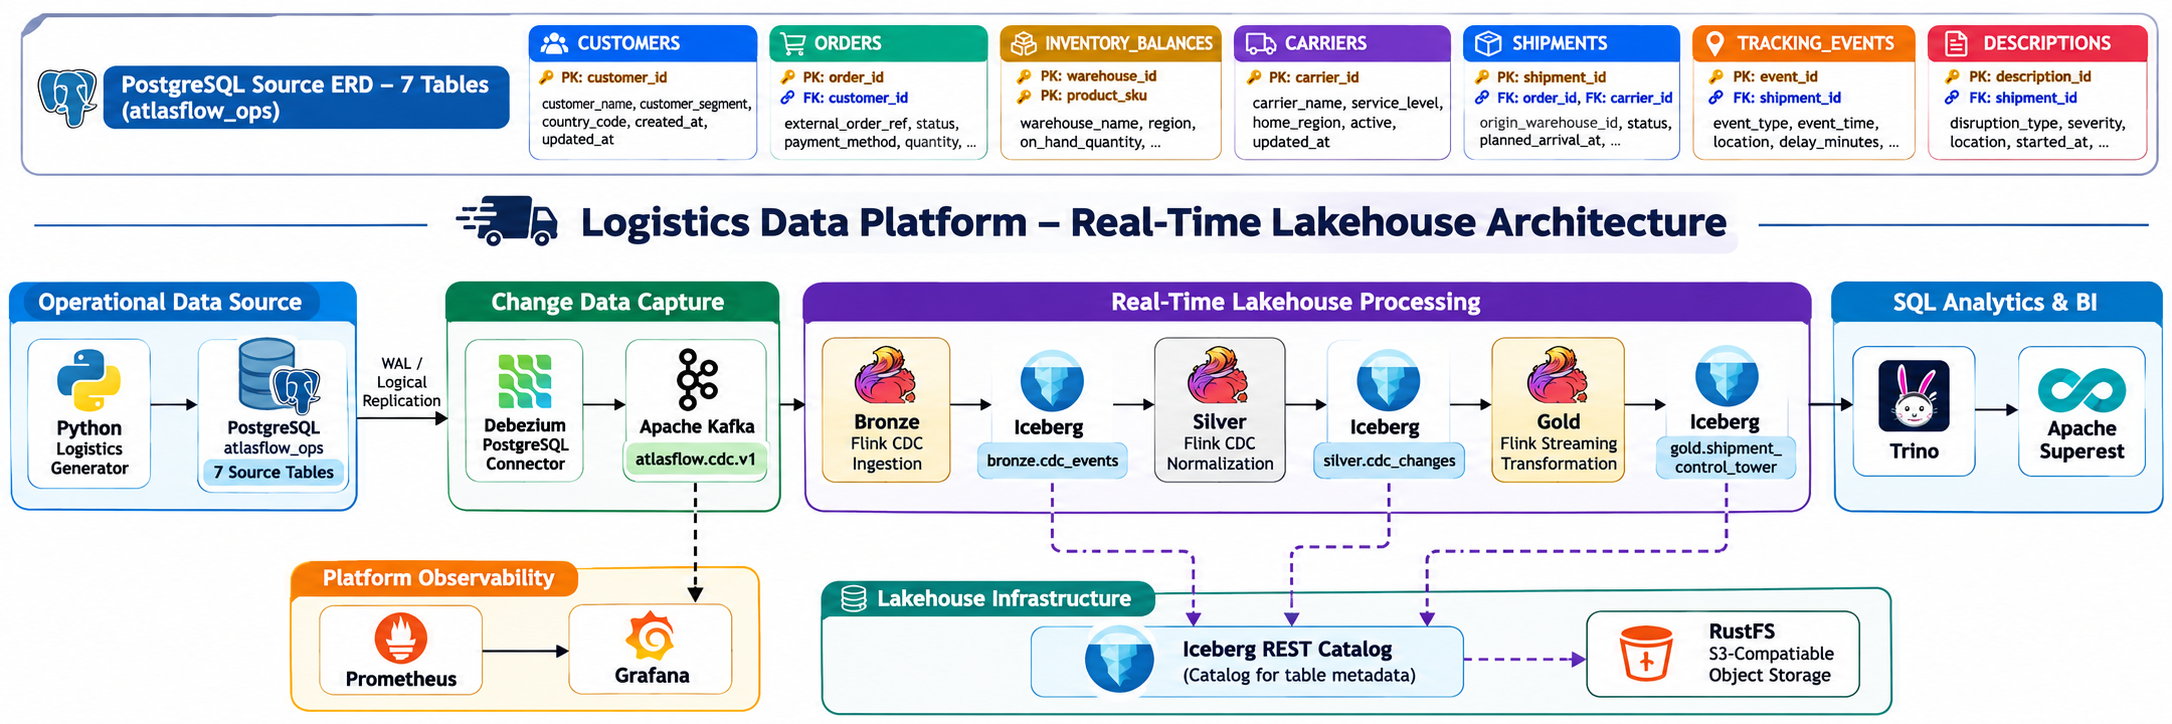 PostgreSQL Source ERD – 7 Tables
(atlasflow_ops)
CUSTOMERS
PK: customer_id
customer_name, customer_segment,
country_code, created_at,
updated_at
ORDERS
PK: order_id
FK: customer_id
external_order_ref, status,
payment_method, quantity, ...
INVENTORY_BALANCES
PK: warehouse_id
PK: product_sku
warehouse_name, region,
on_hand_quantity, ...
CARRIERS
PK: carrier_id
carrier_name, service_level,
home_region, active,
updated_at
SHIPMENTS
PK: shipment_id
FK: order_id, FK: carrier_id
origin_warehouse_id, status,
planned_arrival_at, ...
TRACKING_EVENTS
PK: event_id
FK: shipment_id
event_type, event_time,
location, delay_minutes, ...
DESCRIPTIONS
PK: description_id
FK: shipment_id
disruption_type, severity,
location, started_at, ...
Logistics Data Platform – Real-Time Lakehouse Architecture
Operational Data Source
Python
Logistics
Generator
PostgreSQL
atlasflow_ops
7 Source Tables
WAL /
Logical
Replication
Change Data Capture
Debezium
PostgreSQL
Connector
Apache Kafka
atlasflow.cdc.v1
Real-Time Lakehouse Processing
Bronze
Flink CDC
Ingestion
Iceberg
bronze.cdc_events
Silver
Flink CDC
Normalization
Iceberg
silver.cdc_changes
Gold
Flink Streaming
Transformation
Iceberg
gold.shipment_
control_tower
SQL Analytics & BI
Trino
Apache
Superest
Platform Observability
Prometheus
Grafana
Lakehouse Infrastructure
Iceberg REST Catalog
(Catalog for table metadata)
RustFS
S3-Compatiable
Object Storage